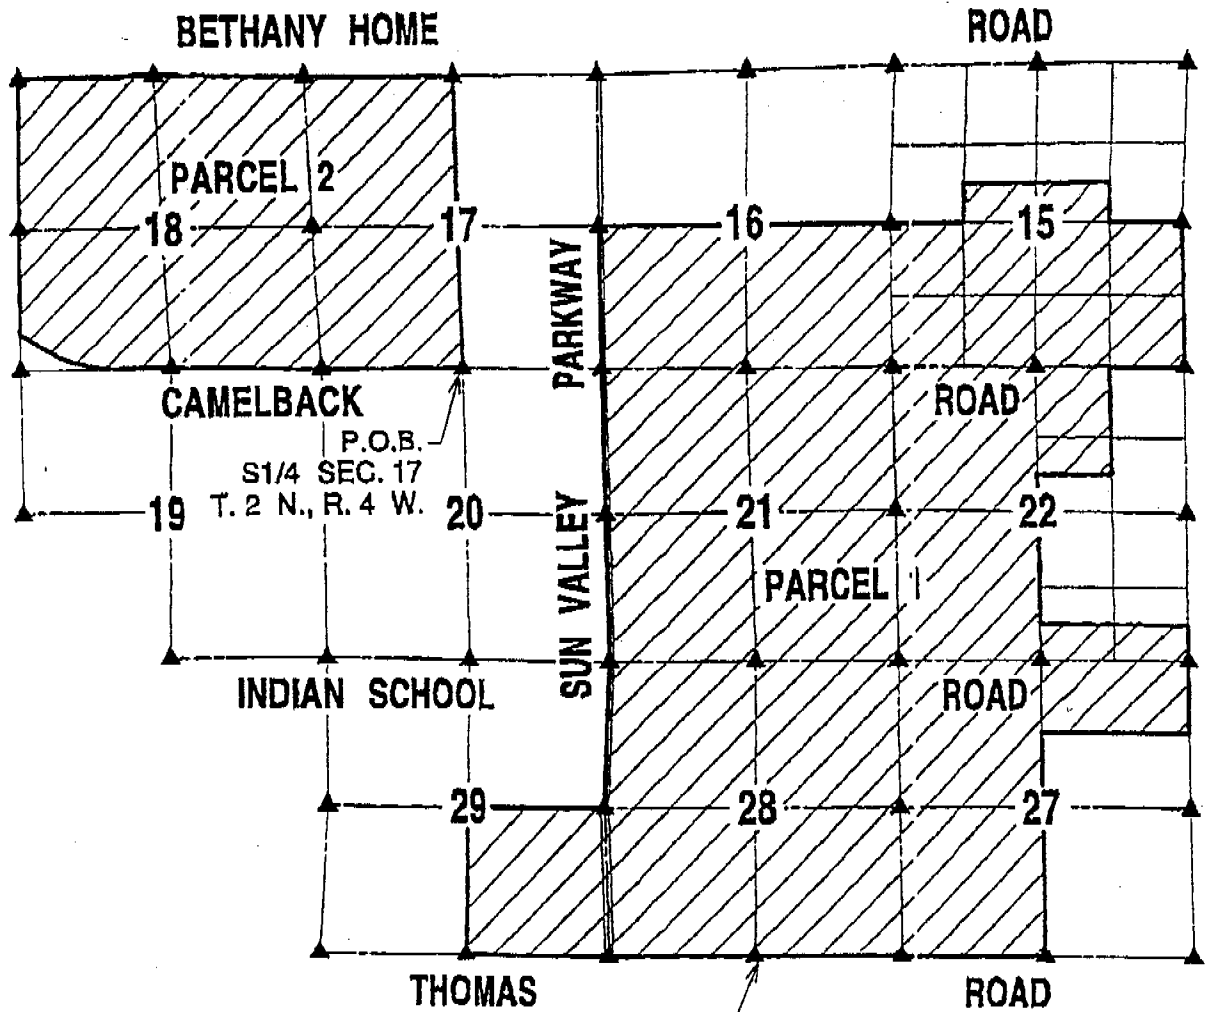 BETHANY HOME ROAD
PARCEL 2
18 17 16 15
SUN VALLEY PARKWAY
CAMELBACK ROAD
P.O.B.
S1/4 SEC. 17
T. 2 N., R. 4 W.
19 20 21 22
PARCEL 1
INDIAN SCHOOL ROAD
29 28 27
THOMAS ROAD